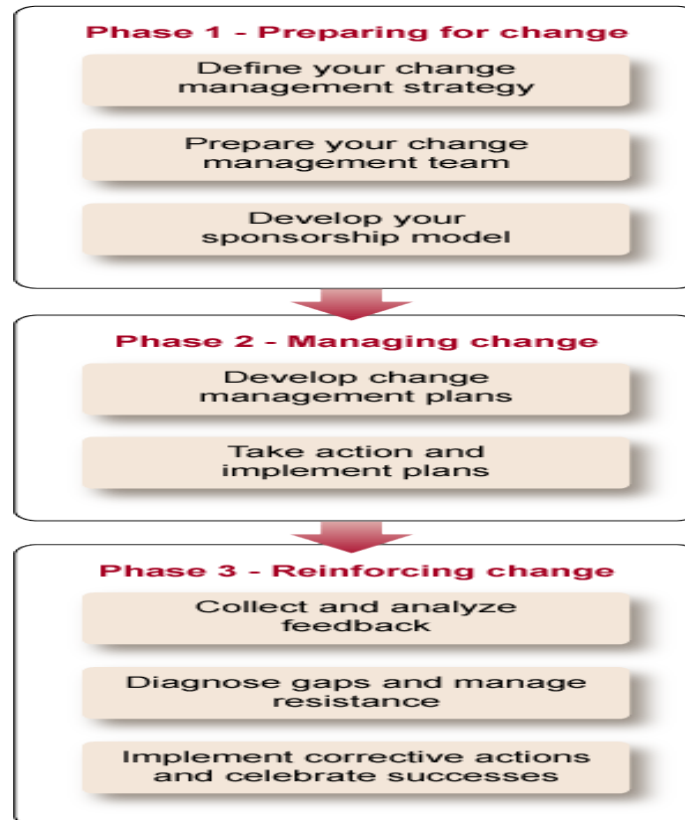 Phase 1 - Preparing for change
Define your change
management strategy
Prepare your change
management team
Develop your
sponsorship model
Phase 2 - Managing change
Develop change
management plans
Take action and
implement plans
Phase 3 - Reinforcing change
Collect and analyze
feedback
Diagnose gaps and manage
resistance
Implement corrective actions
and celebrate successes